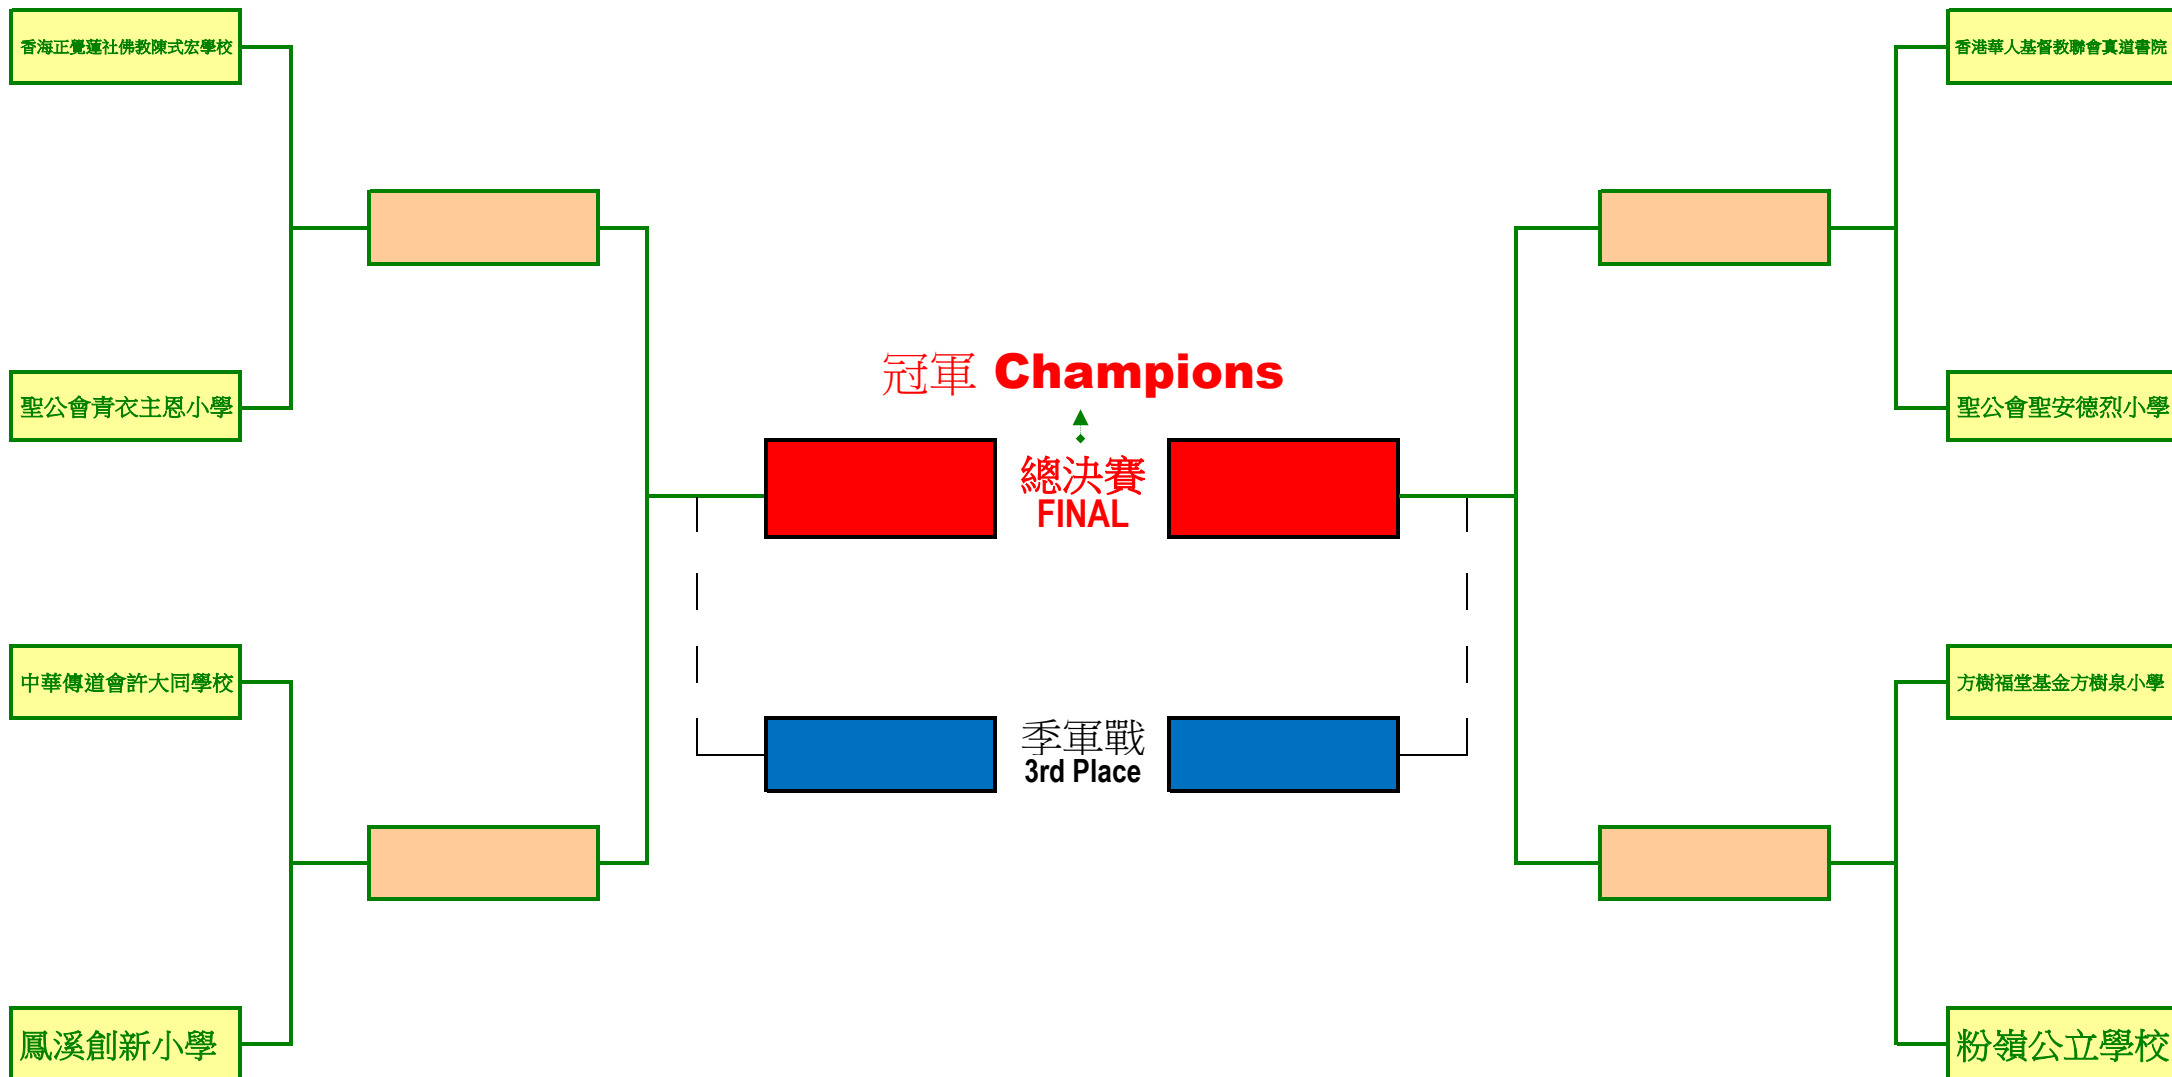 香海正覺蓮社佛教陳式宏學校
香港華人基督教聯會真道書院
冠軍 Champions
聖公會青衣主恩小學
聖公會聖安德烈小學
總決賽
FINAL
中華傳道會許大同學校
方樹福堂基金方樹泉小學
季軍戰
3rd Place
鳳溪創新小學
粉嶺公立學校